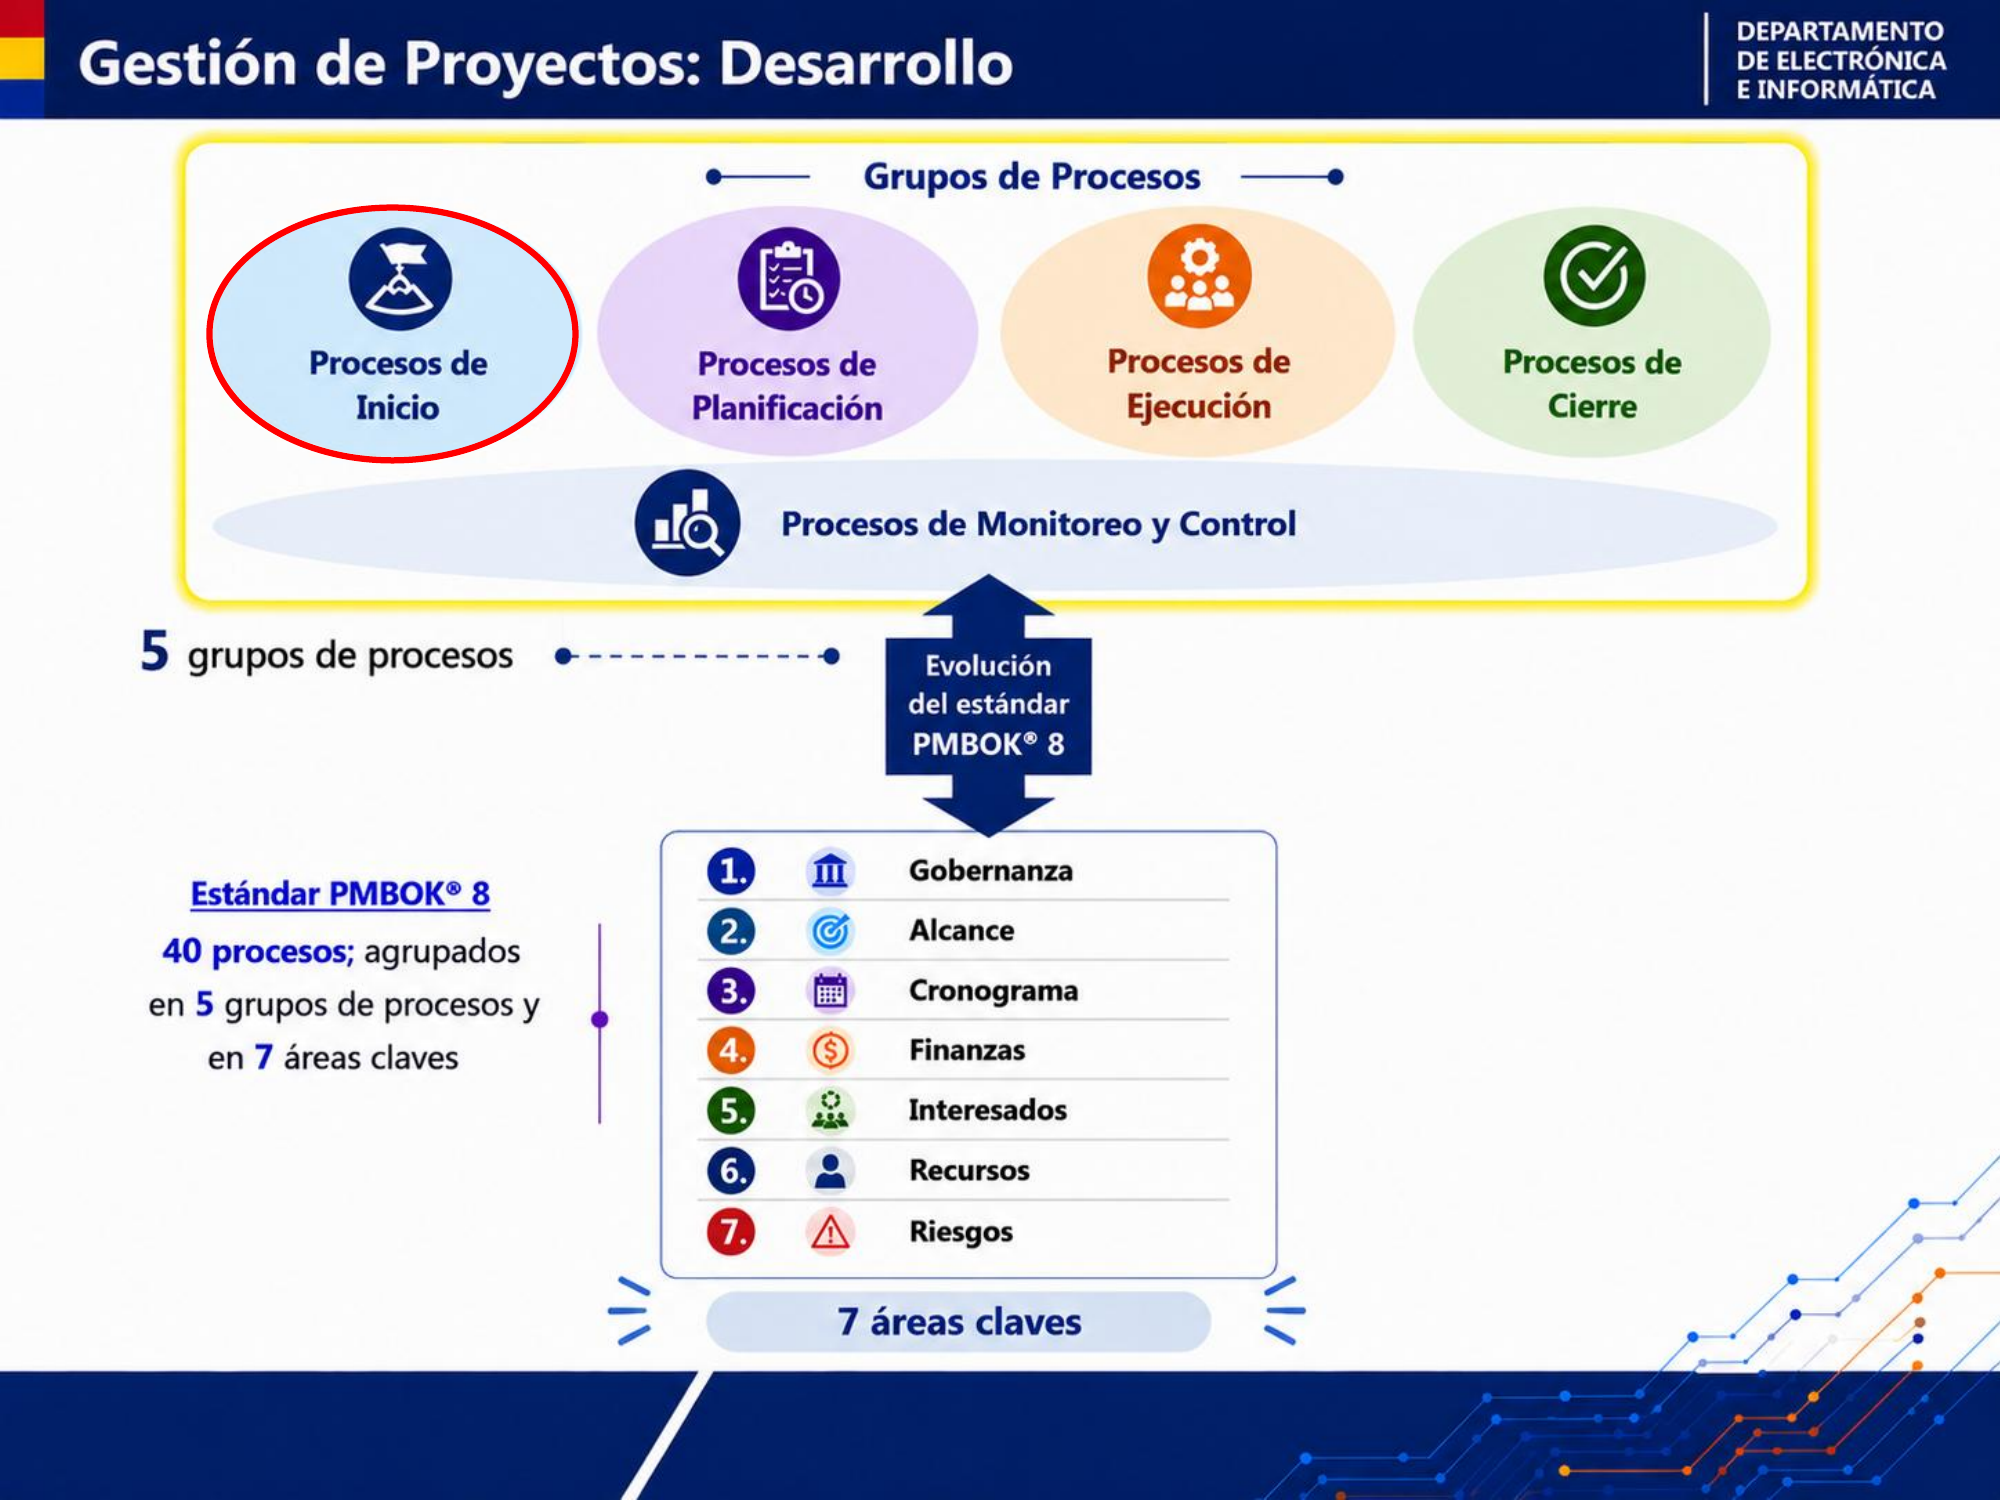 Gestión de Proyectos: Desarrollo
DEPARTAMENTO
DE ELECTRÓNICA
E INFORMÁTICA
Grupos de Procesos
Procesos de
Inicio
Procesos de
Planificación
Procesos de
Ejecución
Procesos de
Cierre
Procesos de Monitoreo y Control
5 grupos de procesos
Evolución
del estándar
PMBOK® 8
Estándar PMBOK® 8
40 procesos; agrupados
en 5 grupos de procesos y
en 7 áreas claves
1. Gobernanza
2. Alcance
3. Cronograma
4. Finanzas
5. Interesados
6. Recursos
7. Riesgos
7 áreas claves